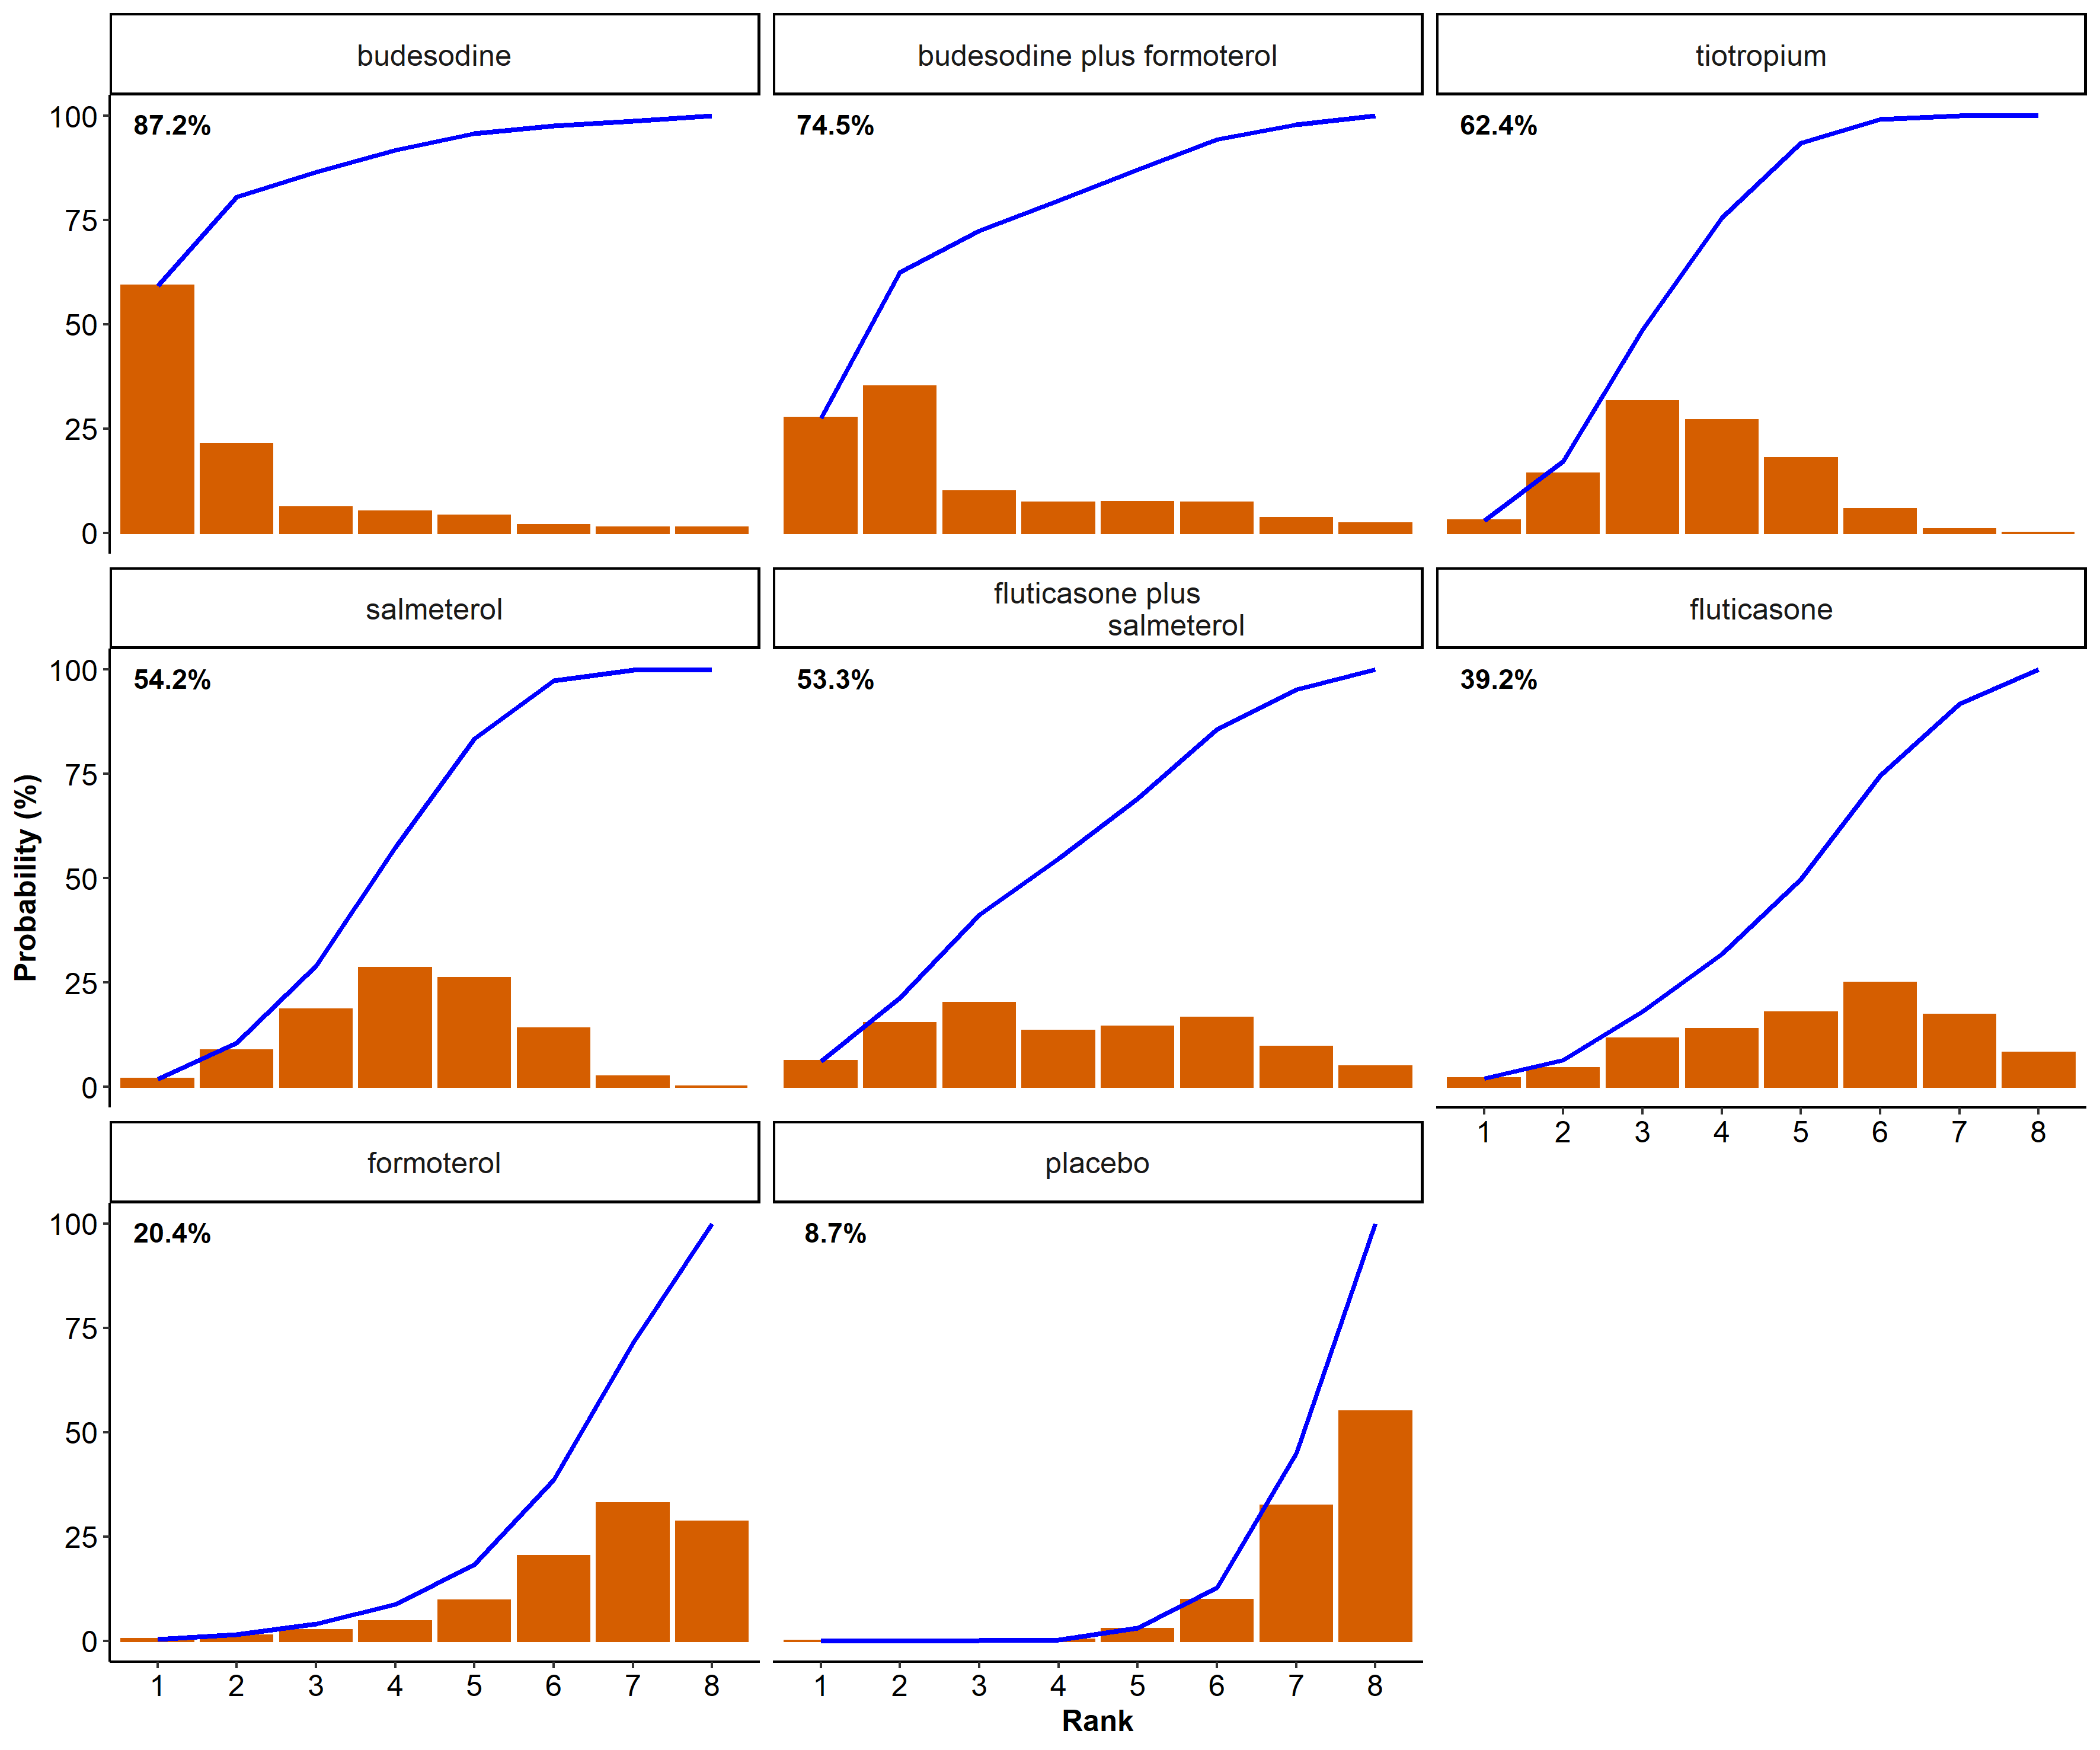 budesodine
budesodine plus formoterol
tiotropium
100
75
50
25
0
87.2%
74.5%
62.4%
salmeterol
fluticasone plus
salmeterol
fluticasone
100
75
50
25
0
54.2%
53.3%
39.2%
1 2 3 4 5 6 7 8
formoterol
placebo
100
75
50
25
0
20.4%
8.7%
1 2 3 4 5 6 7 8
1 2 3 4 5 6 7 8
Probability (%)
Rank